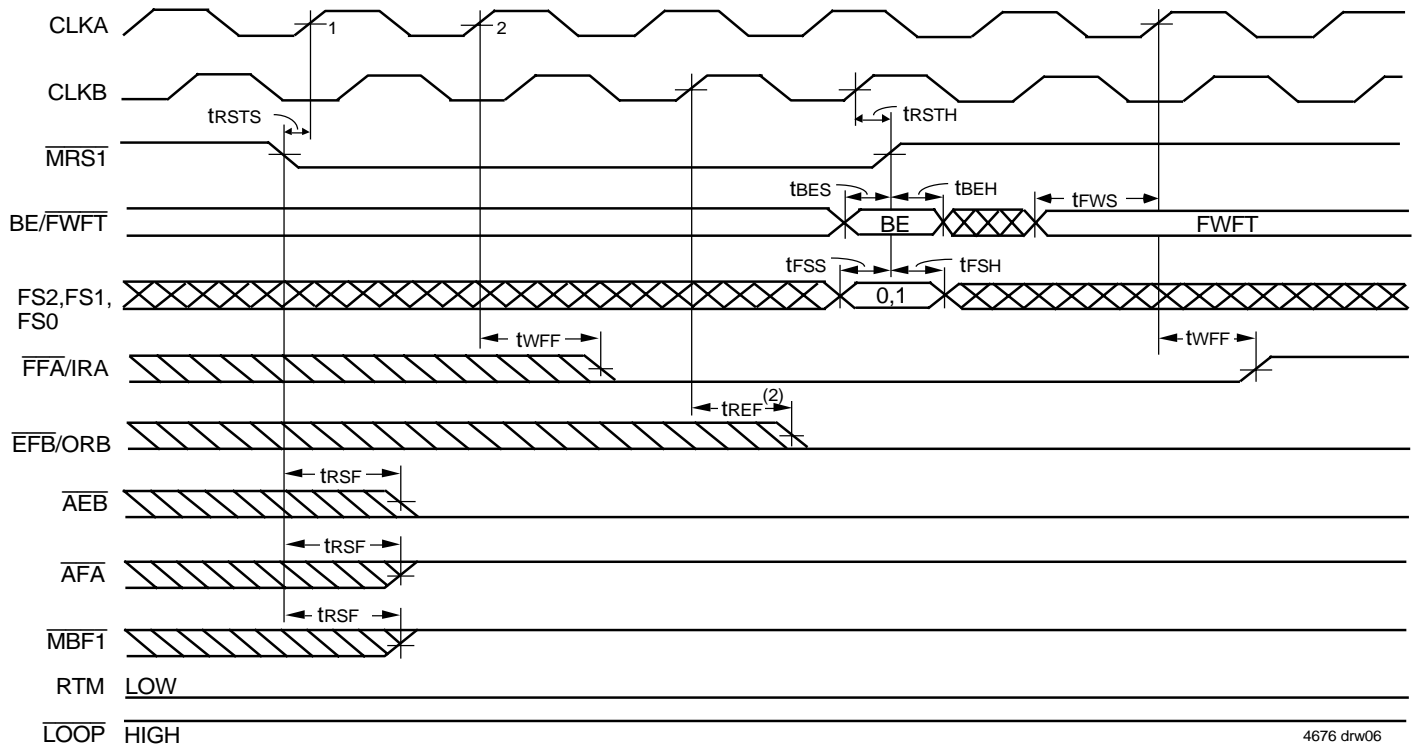 CLKA
1
2
CLKB
tRSTS
tRSTH
MRS1
tBES
tBEH
tFWS
BE/FWFT
BE
FWFT
tFSS
tFSH
FS2,FS1,
FS0
0,1
tWFF
tWFF
FFA/IRA
tREF(2)
EFB/ORB
tRSF
AEB
tRSF
AFA
tRSF
MBF1
RTM LOW
LOOP HIGH
4676 drw06